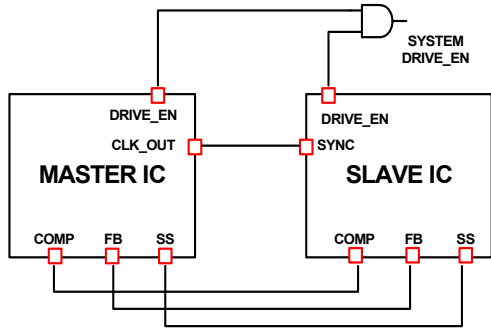 SYSTEM
DRIVE_EN
DRIVE_EN
DRIVE_EN
CLK_OUT
SYNC
MASTER IC
SLAVE IC
COMP FB SS
COMP FB SS